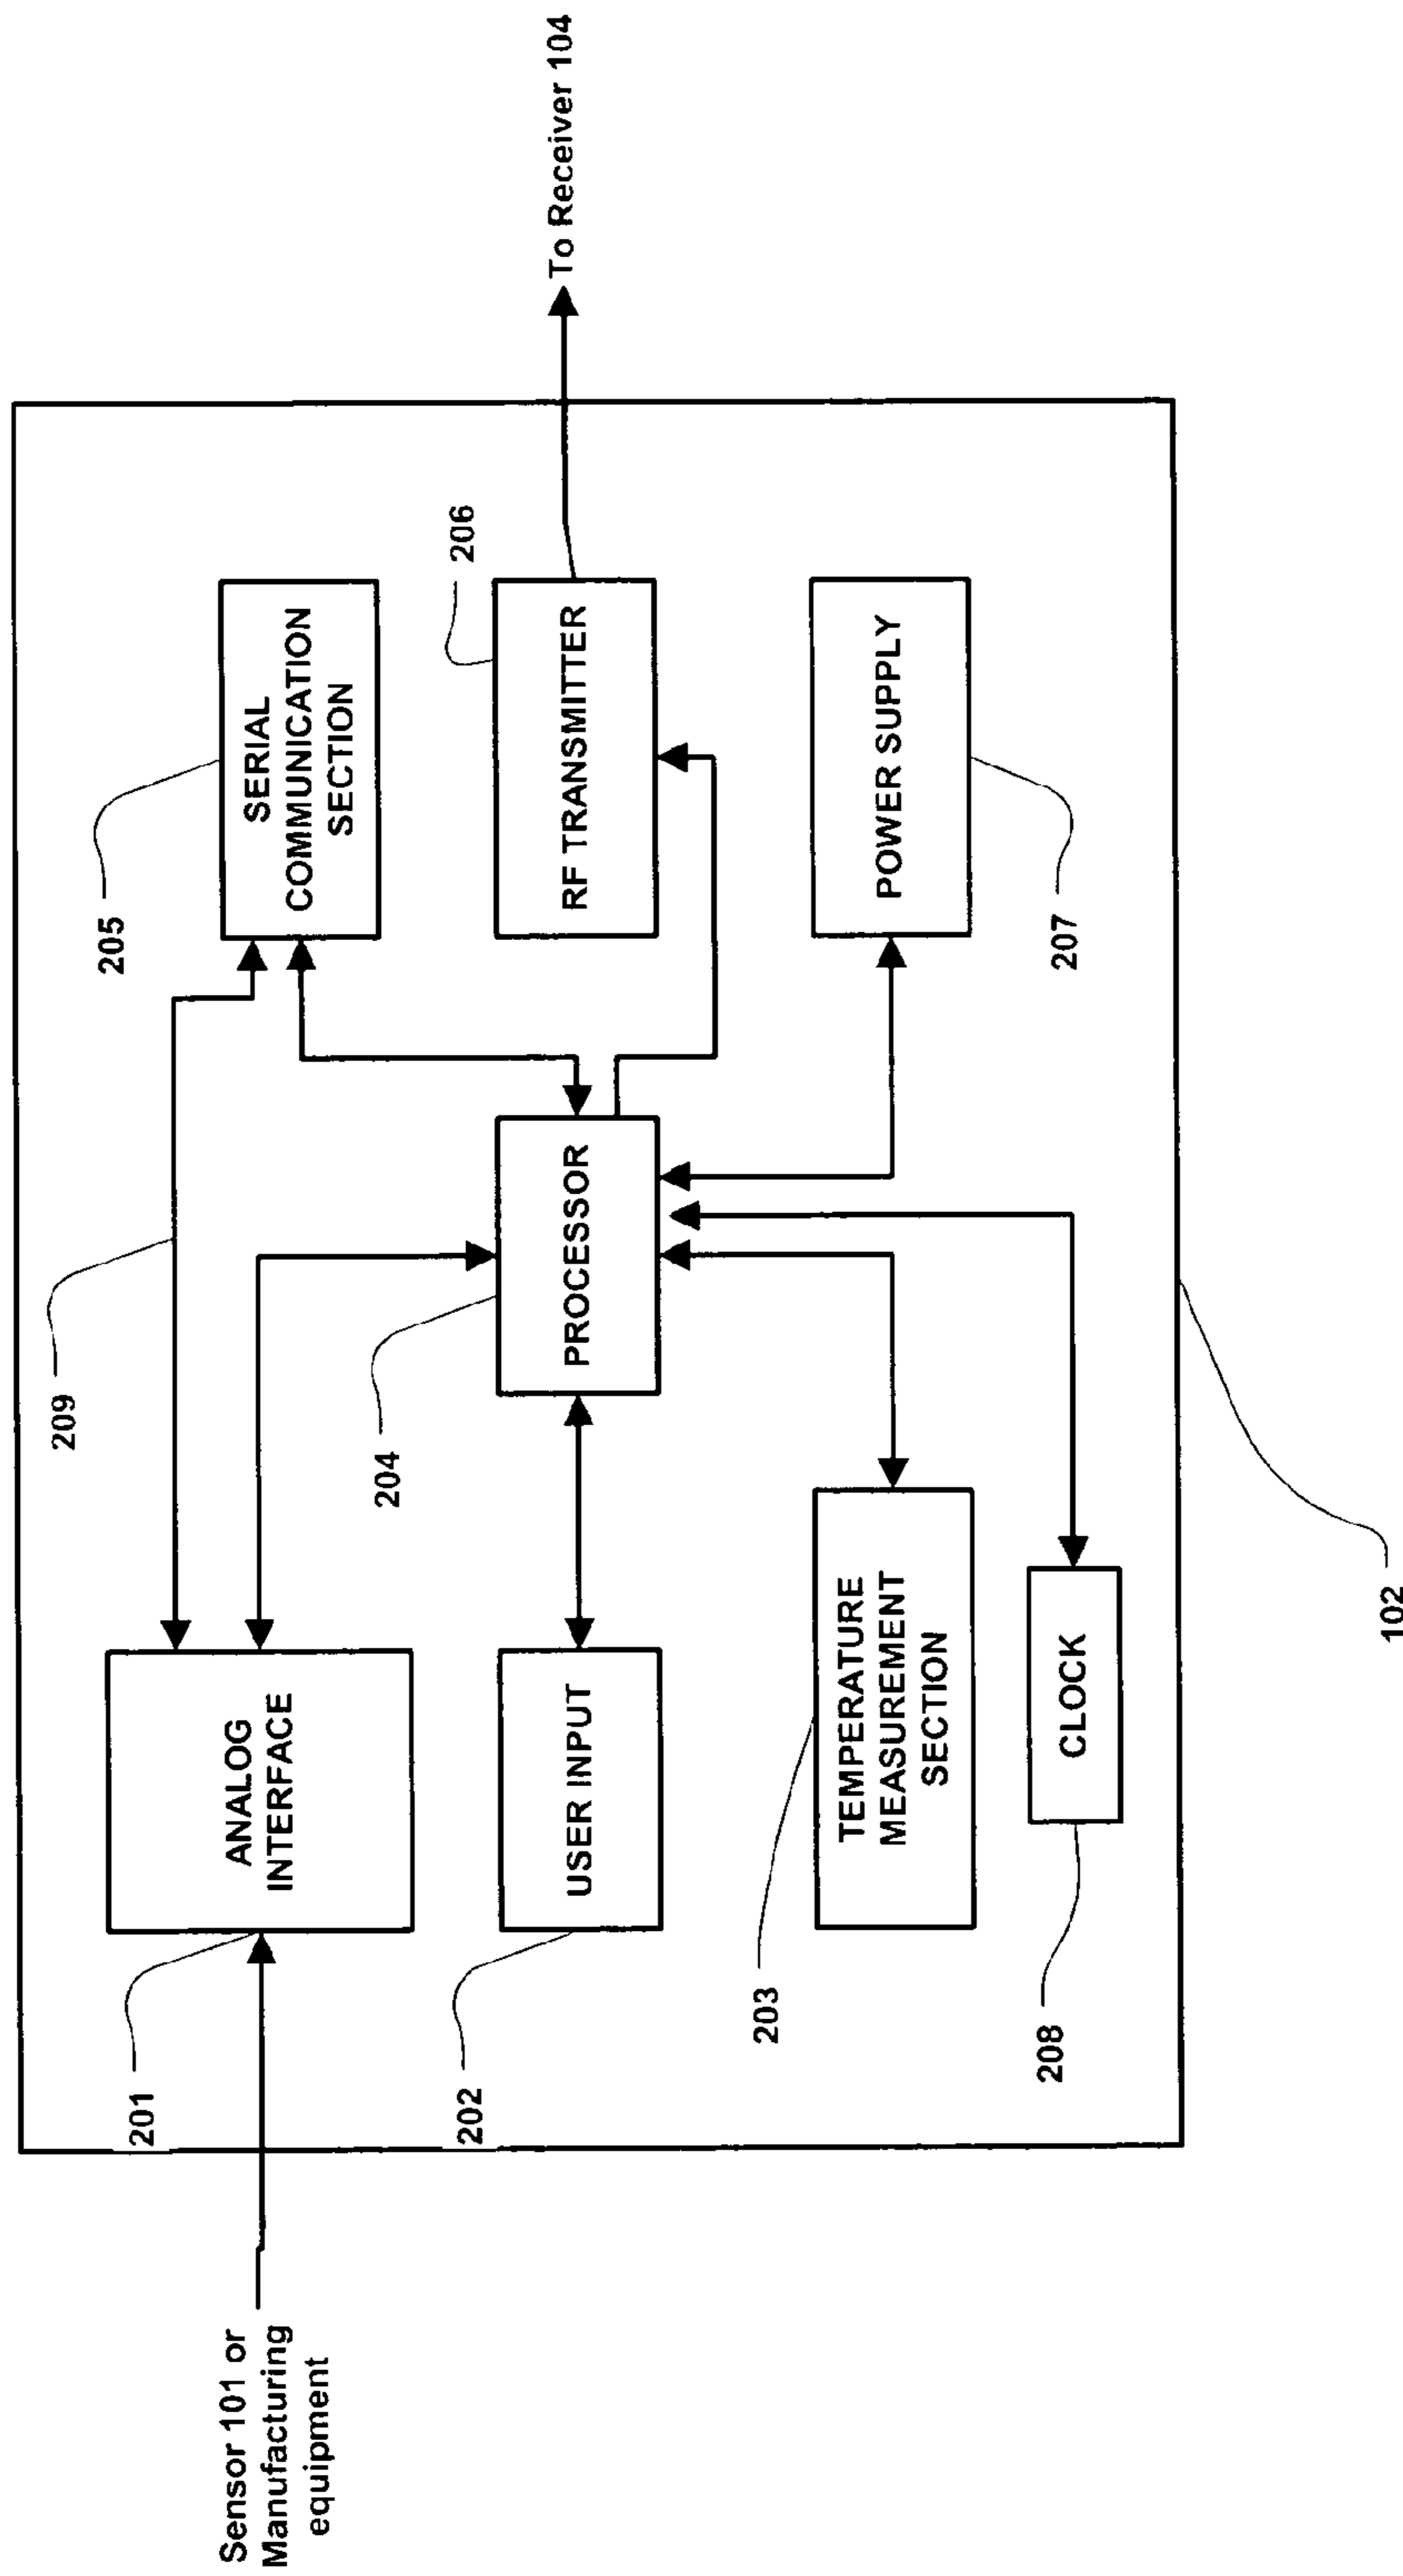 Sensor 101 or
Manufacturing
equipment
201
ANALOG
INTERFACE
209
205
SERIAL
COMMUNICATION
SECTION
202
USER INPUT
204
PROCESSOR
206
RF TRANSMITTER
To Receiver 104
203
TEMPERATURE
MEASUREMENT
SECTION
207
POWER SUPPLY
208
CLOCK
102